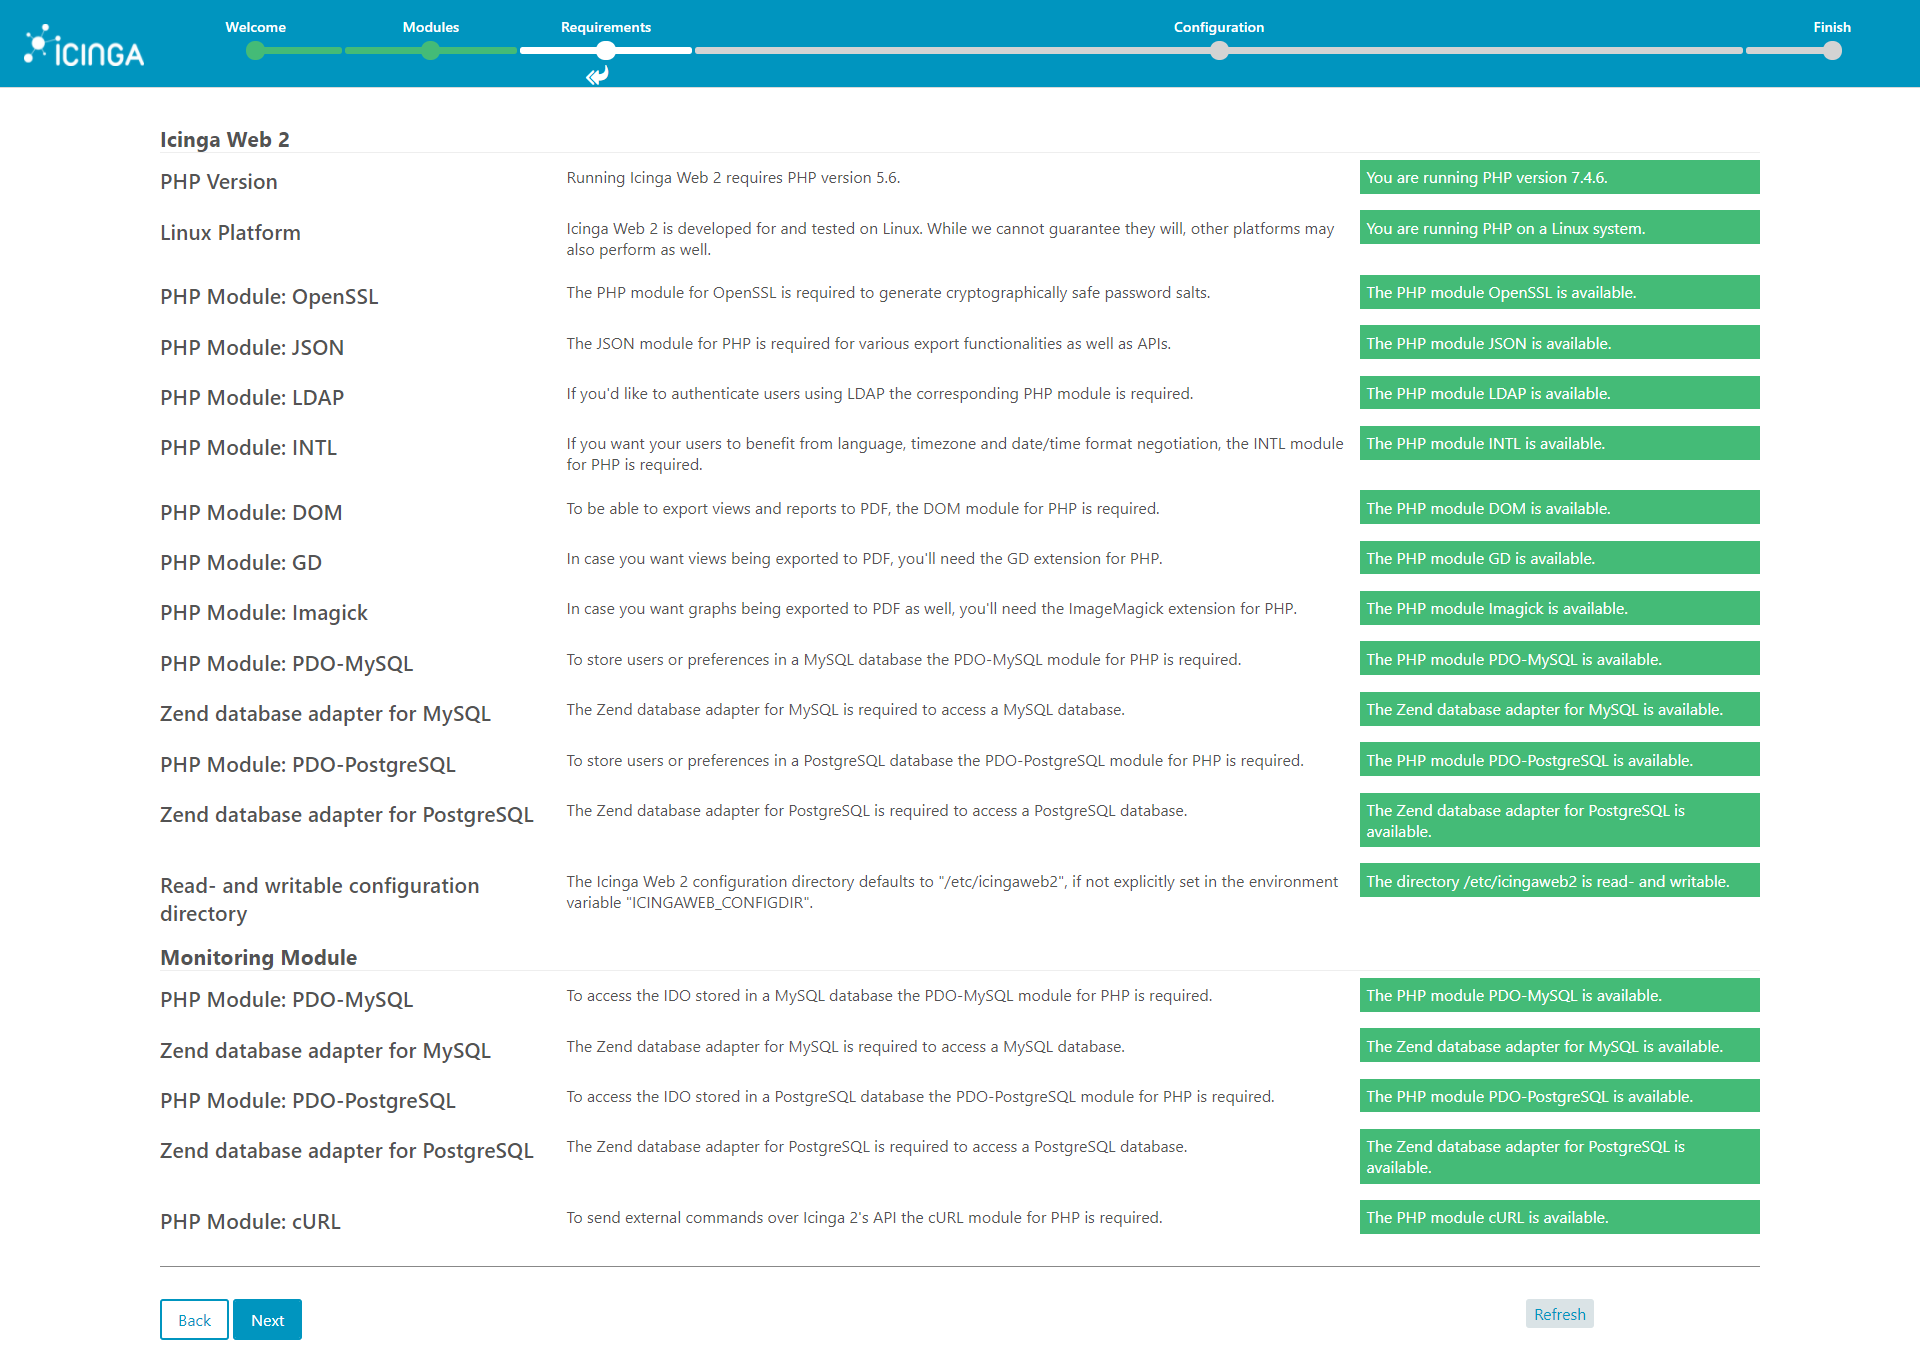 Welcome
Modules
Requirements
Configuration
Finish
ICINGA
Icinga Web 2
PHP Version
Running Icinga Web 2 requires PHP version 5.6.
You are running PHP version 7.4.6.
Linux Platform
Icinga Web 2 is developed for and tested on Linux. While we cannot guarantee they will, other platforms may
also perform as well.
You are running PHP on a Linux system.
PHP Module: OpenSSL
The PHP module for OpenSSL is required to generate cryptographically safe password salts.
The PHP module OpenSSL is available.
PHP Module: JSON
The JSON module for PHP is required for various export functionalities as well as APIs.
The PHP module JSON is available.
PHP Module: LDAP
If you'd like to authenticate users using LDAP the corresponding PHP module is required.
The PHP module LDAP is available.
PHP Module: INTL
If you want your users to benefit from language, timezone and date/time format negotiation, the INTL module
for PHP is required.
The PHP module INTL is available.
PHP Module: DOM
To be able to export views and reports to PDF, the DOM module for PHP is required.
The PHP module DOM is available.
PHP Module: GD
In case you want views being exported to PDF, you'll need the GD extension for PHP.
The PHP module GD is available.
PHP Module: Imagick
In case you want graphs being exported to PDF as well, you'll need the ImageMagick extension for PHP.
The PHP module Imagick is available.
PHP Module: PDO-MySQL
To store users or preferences in a MySQL database the PDO-MySQL module for PHP is required.
The PHP module PDO-MySQL is available.
Zend database adapter for MySQL
The Zend database adapter for MySQL is required to access a MySQL database.
The Zend database adapter for MySQL is available.
PHP Module: PDO-PostgreSQL
To store users or preferences in a PostgreSQL database the PDO-PostgreSQL module for PHP is required.
The PHP module PDO-PostgreSQL is available.
Zend database adapter for PostgreSQL
The Zend database adapter for PostgreSQL is required to access a PostgreSQL database.
The Zend database adapter for PostgreSQL is
available.
Read- and writable configuration
directory
The Icinga Web 2 configuration directory defaults to "/etc/icingaweb2", if not explicitly set in the environment
variable "ICINGAWEB_CONFIGDIR".
The directory /etc/icingaweb2 is read- and writable.
Monitoring Module
PHP Module: PDO-MySQL
To access the IDO stored in a MySQL database the PDO-MySQL module for PHP is required.
The PHP module PDO-MySQL is available.
Zend database adapter for MySQL
The Zend database adapter for MySQL is required to access a MySQL database.
The Zend database adapter for MySQL is available.
PHP Module: PDO-PostgreSQL
To access the IDO stored in a PostgreSQL database the PDO-PostgreSQL module for PHP is required.
The PHP module PDO-PostgreSQL is available.
Zend database adapter for PostgreSQL
The Zend database adapter for PostgreSQL is required to access a PostgreSQL database.
The Zend database adapter for PostgreSQL is
available.
PHP Module: cURL
To send external commands over Icinga 2's API the cURL module for PHP is required.
The PHP module cURL is available.
Back
Next
Refresh